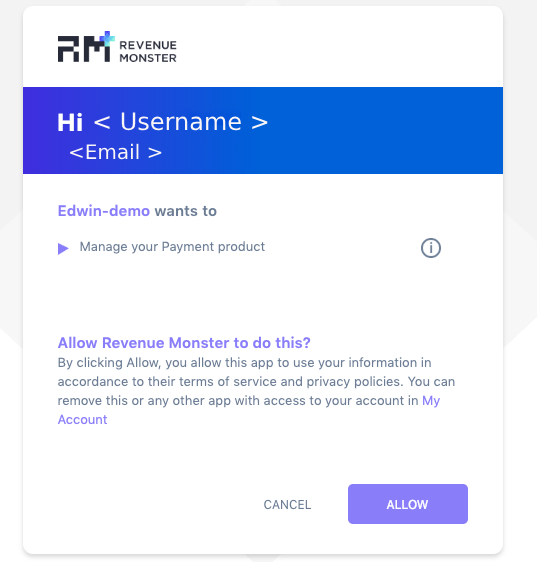 RM REVENUE
MONSTER
Hi < Username >
<Email >
Edwin-demo wants to
Manage your Payment product
Allow Revenue Monster to do this?
By clicking Allow, you allow this app to use your information in
accordance to their terms of service and privacy policies. You can
remove this or any other app with access to your account in My
Account
CANCEL ALLOW